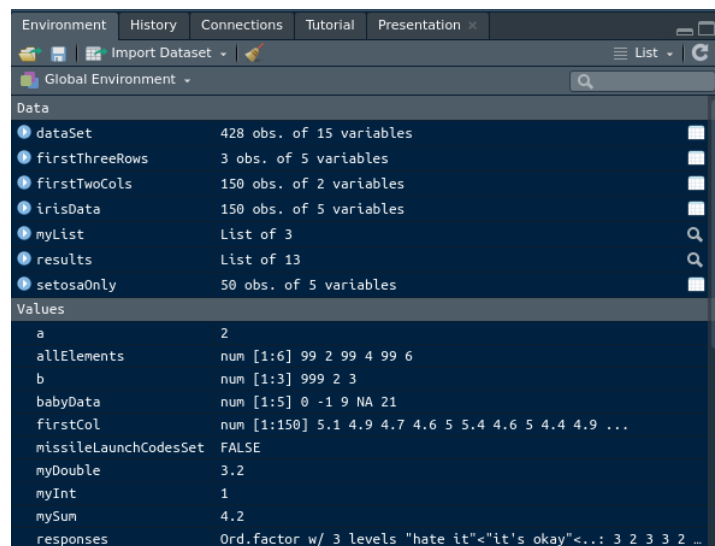 Environment History Connections Tutorial Presentation
Import Dataset List
Global Environment
Data
dataSet 428 obs. of 15 variables
firstThreeRows 3 obs. of 5 variables
firstTwoCols 150 obs. of 2 variables
irisData 150 obs. of 5 variables
myList List of 3
results List of 13
setosaOnly 50 obs. of 5 variables
Values
a 2
allElements num [1:6] 99 2 99 4 99 6
b num [1:3] 999 2 3
babyData num [1:5] 0 -1 9 NA 21
firstCol num [1:150] 5.1 4.9 4.7 4.6 5 5.4 4.6 5 4.4 4.9 ...
missileLaunchCodesSet FALSE
myDouble 3.2
myInt 1
mySum 4.2
responses Ord.factor w/ 3 levels "hate it"<"it's okay"<..: 3 2 3 3 2 …